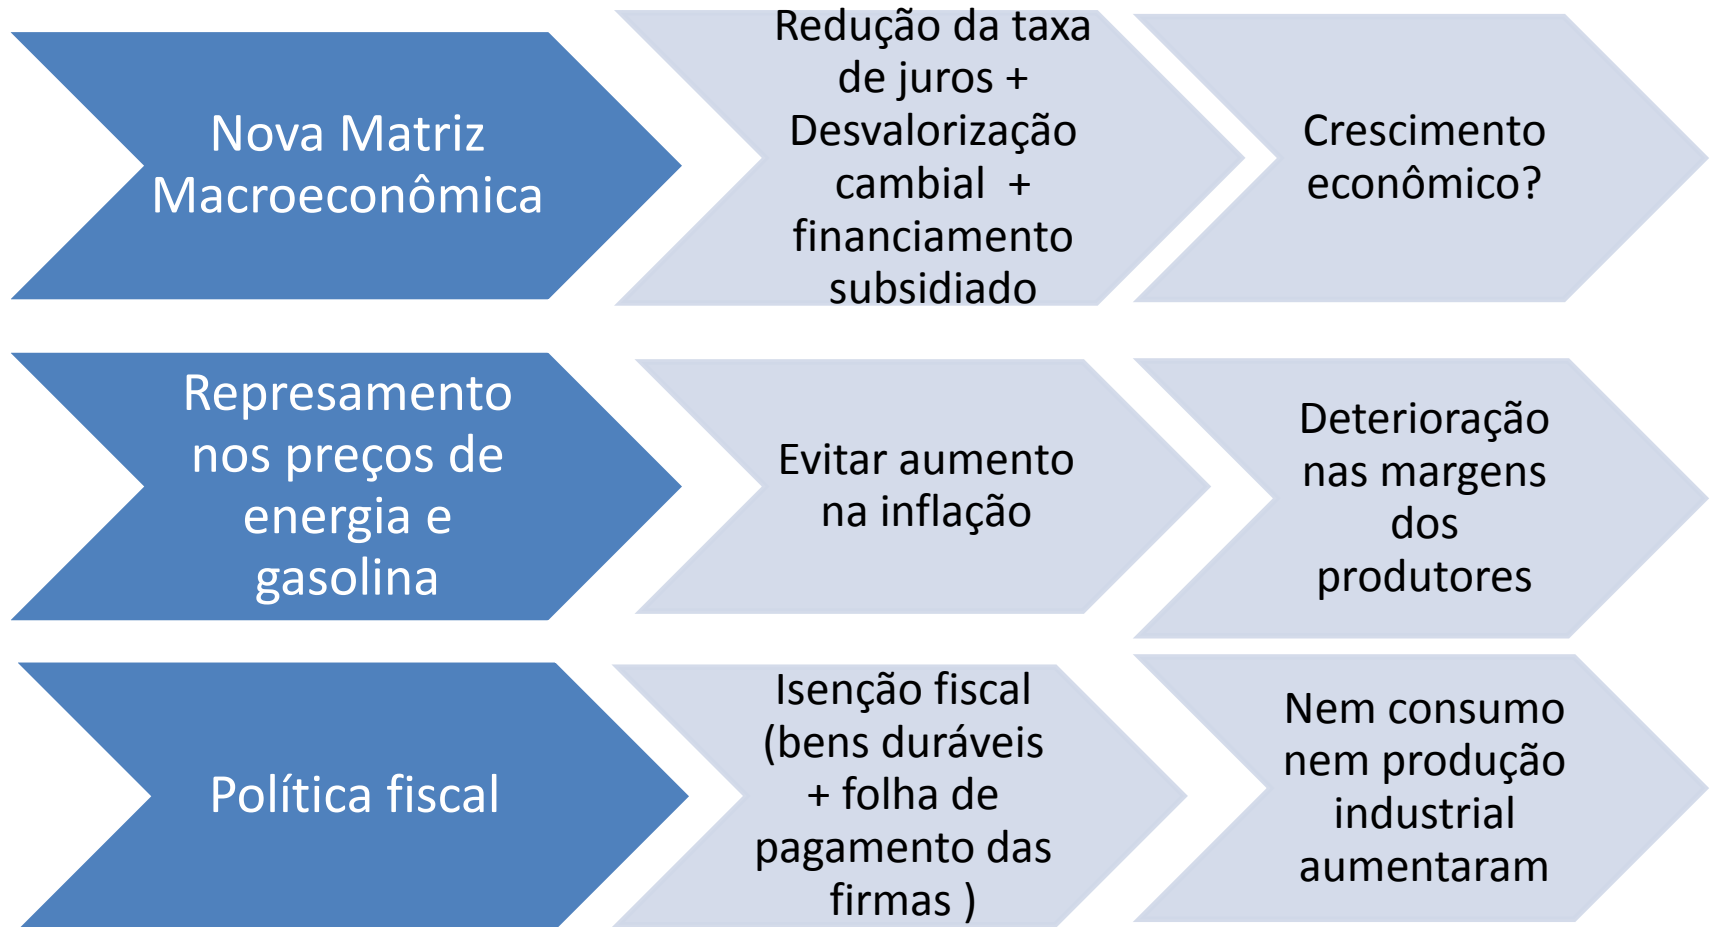 Nova Matriz
Macroeconômica
Redução da taxa
de juros +
Desvalorização
cambial +
financiamento
subsidiado
Crescimento
econômico?
Represamento
nos preços de
energia e
gasolina
Evitar aumento
na inflação
Deterioração
nas margens
dos
produtores
Política fiscal
Isenção fiscal
(bens duráveis
+ folha de
pagamento das
firmas )
Nem consumo
nem produção
industrial
aumentaram